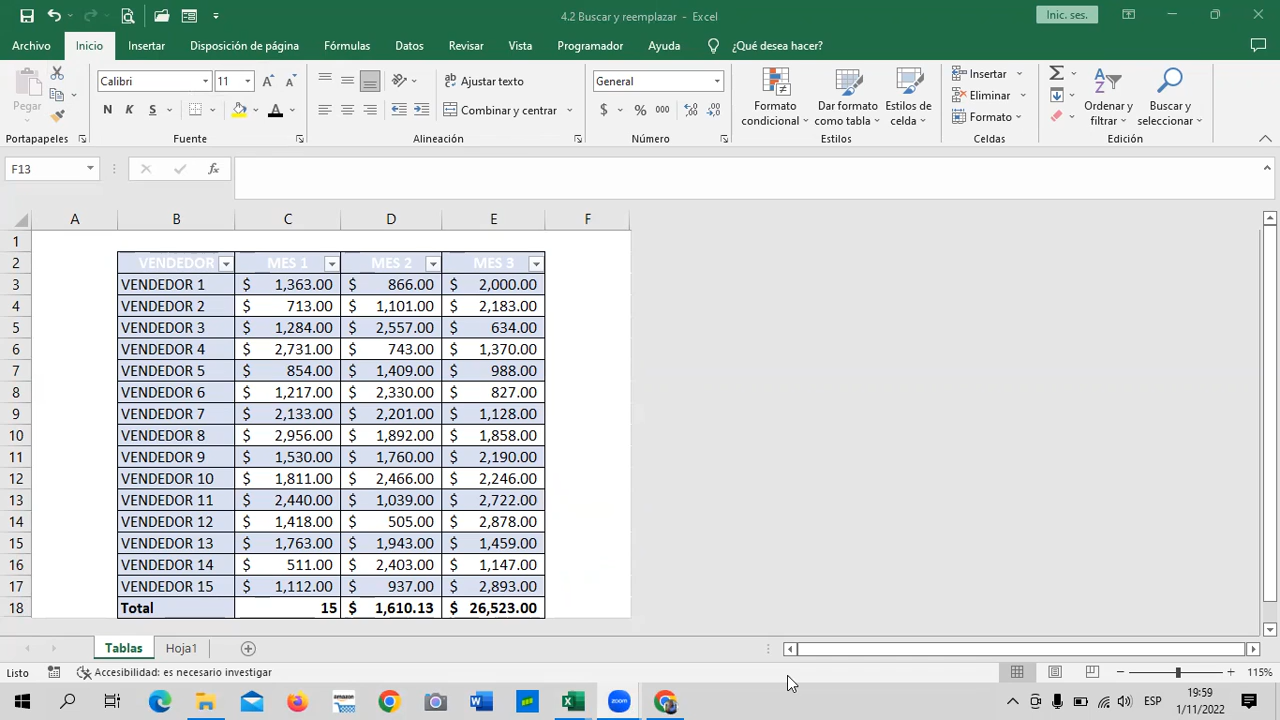 4.2 Buscar y reemplazar - Excel
Inic. ses.
Archivo Inicio Insertar Disposición de página Fórmulas Datos Revisar Vista Programador Ayuda ¿Qué desea hacer?
Pegar
Calibri 11
N K S
Ajustar texto
Combinar y centrar
General
$ % 000
Formato condicional
Dar formato como tabla
Estilos de celda
Insertar
Eliminar
Formato
Ordenar y filtrar
Buscar y seleccionar
Portapapeles Fuente Alineación Número Estilos Celdas Edición
F13 fx
A B C D E F
1
2 VENDEDOR MES 1 MES 2 MES 3
3 VENDEDOR 1 $ 1,363.00 $ 866.00 $ 2,000.00
4 VENDEDOR 2 $ 713.00 $ 1,101.00 $ 2,183.00
5 VENDEDOR 3 $ 1,284.00 $ 2,557.00 $ 634.00
6 VENDEDOR 4 $ 2,731.00 $ 743.00 $ 1,370.00
7 VENDEDOR 5 $ 854.00 $ 1,409.00 $ 988.00
8 VENDEDOR 6 $ 1,217.00 $ 2,330.00 $ 827.00
9 VENDEDOR 7 $ 2,133.00 $ 2,201.00 $ 1,128.00
10 VENDEDOR 8 $ 2,956.00 $ 1,892.00 $ 1,858.00
11 VENDEDOR 9 $ 1,530.00 $ 1,760.00 $ 2,190.00
12 VENDEDOR 10 $ 1,811.00 $ 2,466.00 $ 2,246.00
13 VENDEDOR 11 $ 2,440.00 $ 1,039.00 $ 2,722.00
14 VENDEDOR 12 $ 1,418.00 $ 505.00 $ 2,878.00
15 VENDEDOR 13 $ 1,763.00 $ 1,943.00 $ 1,459.00
16 VENDEDOR 14 $ 511.00 $ 2,403.00 $ 1,147.00
17 VENDEDOR 15 $ 1,112.00 $ 937.00 $ 2,893.00
18 Total 15 $ 1,610.13 $ 26,523.00
Tablas Hoja1
Listo Accesibilidad: es necesario investigar 115%
zoom
ESP
19:59
1/11/2022